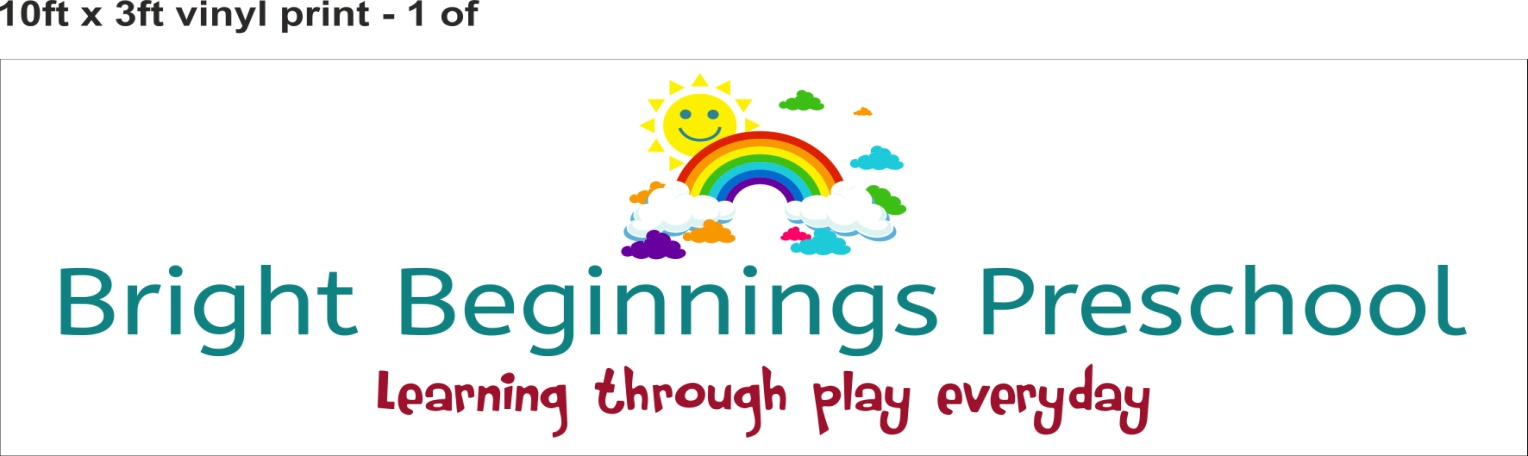 10ft x 3ft vinyl print - 1 of
Bright Beginnings Preschool
Learning through play everyday